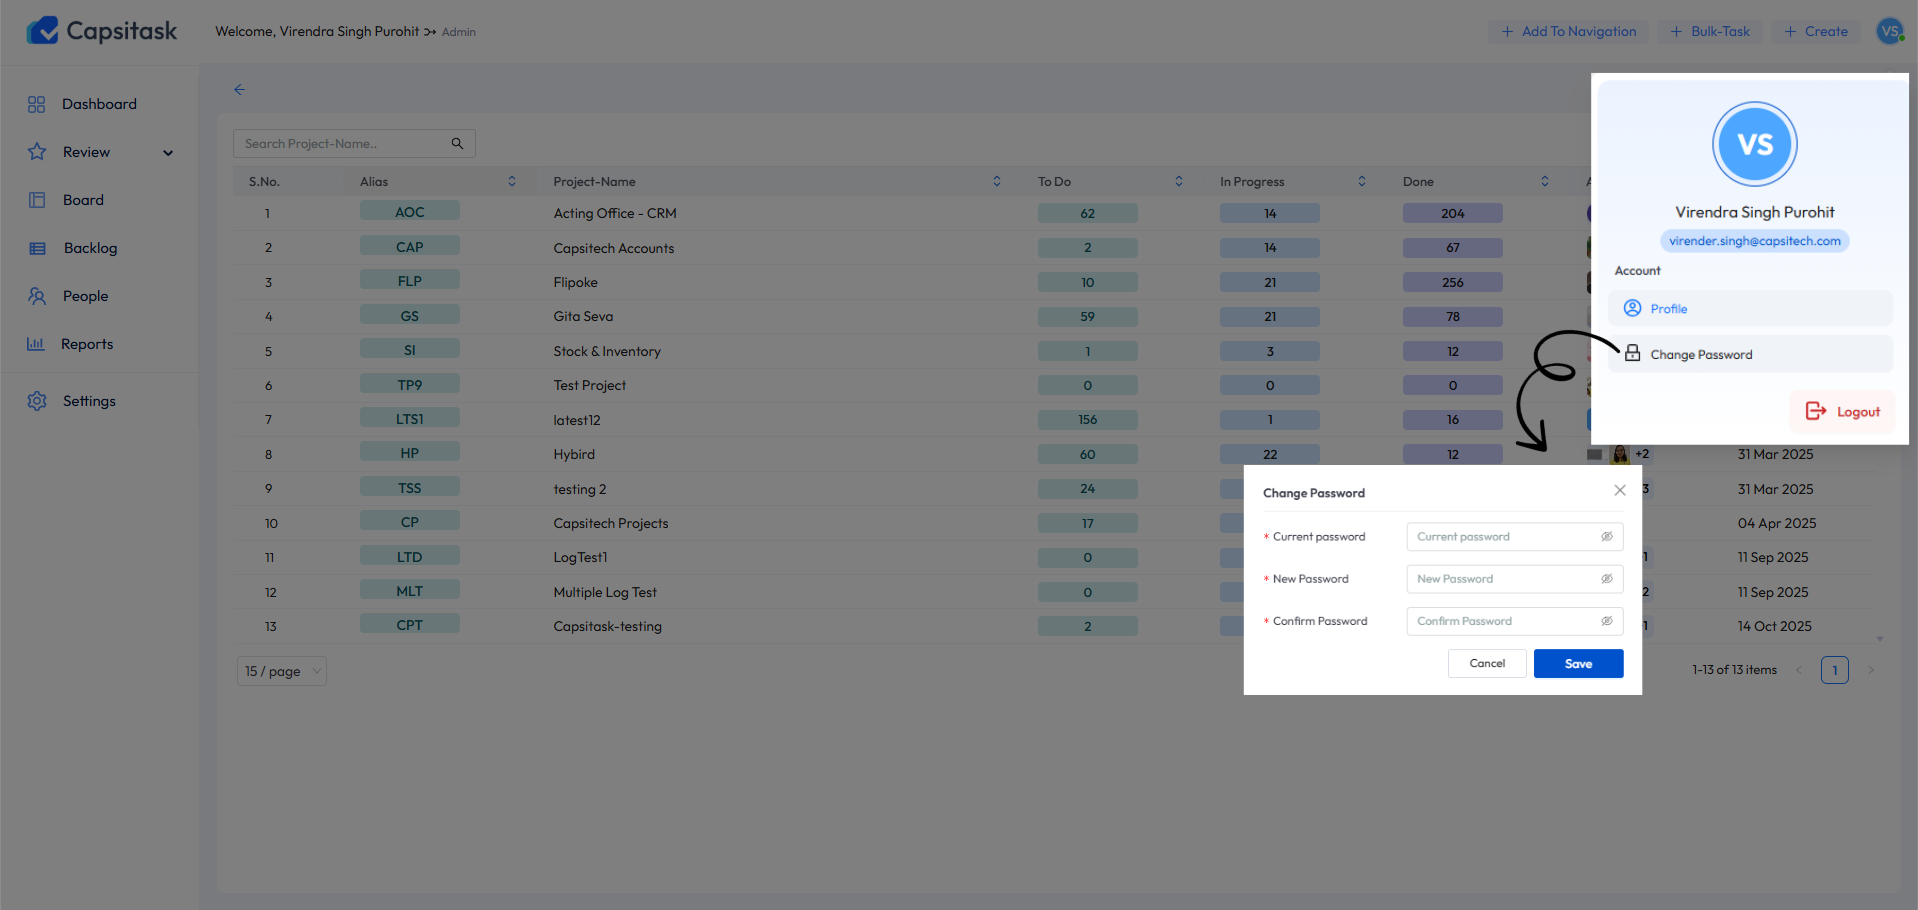 Capsitask
Welcome, Virendra Singh Purohit Admin
+ Add To Navigation
+ Bulk-Task
+ Create
VS
Dashboard
Review
Board
Backlog
People
Reports
Settings
Search Project-Name..
S.No. Alias Project-Name To Do In Progress Done
1 AOC Acting Office - CRM 62 14 204
2 CAP Capsitech Accounts 2 14 67
3 FLP Flipoke 10 21 256
4 GS Gita Seva 59 21 78
5 SI Stock & Inventory 1 3 12
6 TP9 Test Project 0 0 0
7 LTS1 latest12 156 1 16
8 HP Hybird 60 22 12 +2 31 Mar 2025
9 TSS testing 2 24 3 31 Mar 2025
10 CP Capsitech Projects 17 04 Apr 2025
11 LTD LogTest1 0 1 11 Sep 2025
12 MLT Multiple Log Test 0 2 11 Sep 2025
13 CPT Capsitask-testing 2 1 14 Oct 2025
15 / page
1-13 of 13 items
1
VS
Virendra Singh Purohit
virender.singh@capsitech.com
Account
Profile
Change Password
Logout
Change Password
* Current password Current password
* New Password New Password
* Confirm Password Confirm Password
Cancel Save